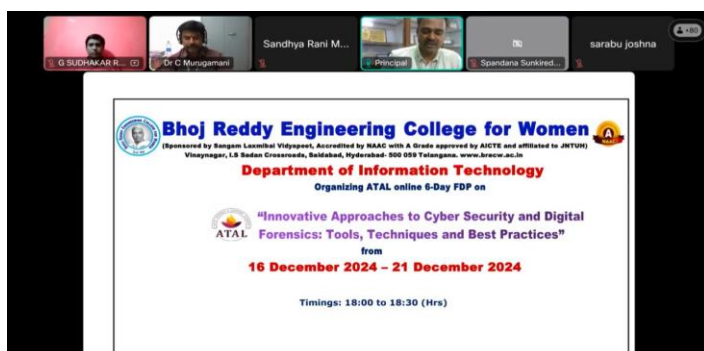 G SUDHAKAR R...
Dr C Murugamani
Sandhya Rani M...
Principal
Spandana Sunkired...
sarabu joshna
+80
Bhoj Reddy Engineering College for Women
(Sponsored by Sangam Laxmibai Vidyapeet, Accredited by NAAC with A Grade approved by AICTE and affiliated to JNTUH)
Vinaynagar, I.S Sadan Crossroads, Saidabad, Hyderabad- 500 059 Telangana. www.brecw.ac.in
Department of Information Technology
Organizing ATAL online 6-Day FDP on
ATAL
“Innovative Approaches to Cyber Security and Digital
Forensics: Tools, Techniques and Best Practices”
from
16 December 2024 – 21 December 2024
Timings: 18:00 to 18:30 (Hrs)